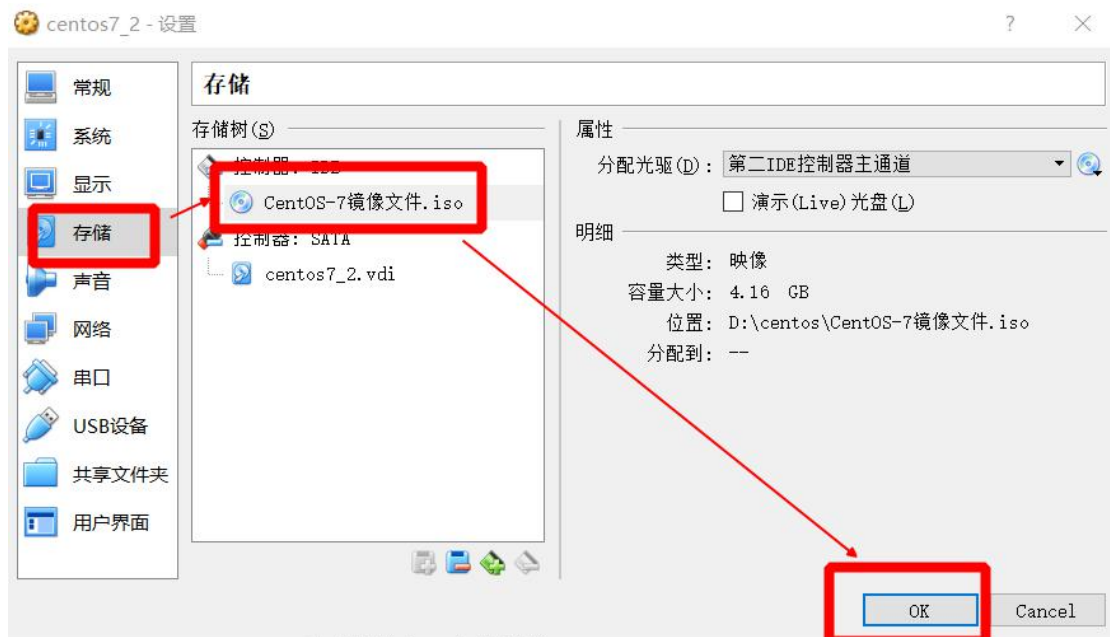 centos7_2 - 设置
?
常规
系统
显示
存储
声音
网络
串口
USB设备
共享文件夹
用户界面
存储
存储树(S)
控制器: IDE
CentOS-7镜像文件.iso
控制器: SATA
centos7_2.vdi
属性
分配光驱(D): 第二IDE控制器主通道
演示(Live)光盘(L)
明细
类型: 映像
容量大小: 4.16 GB
位置: D:\centos\CentOS-7镜像文件.iso
分配到: --
OK Cancel